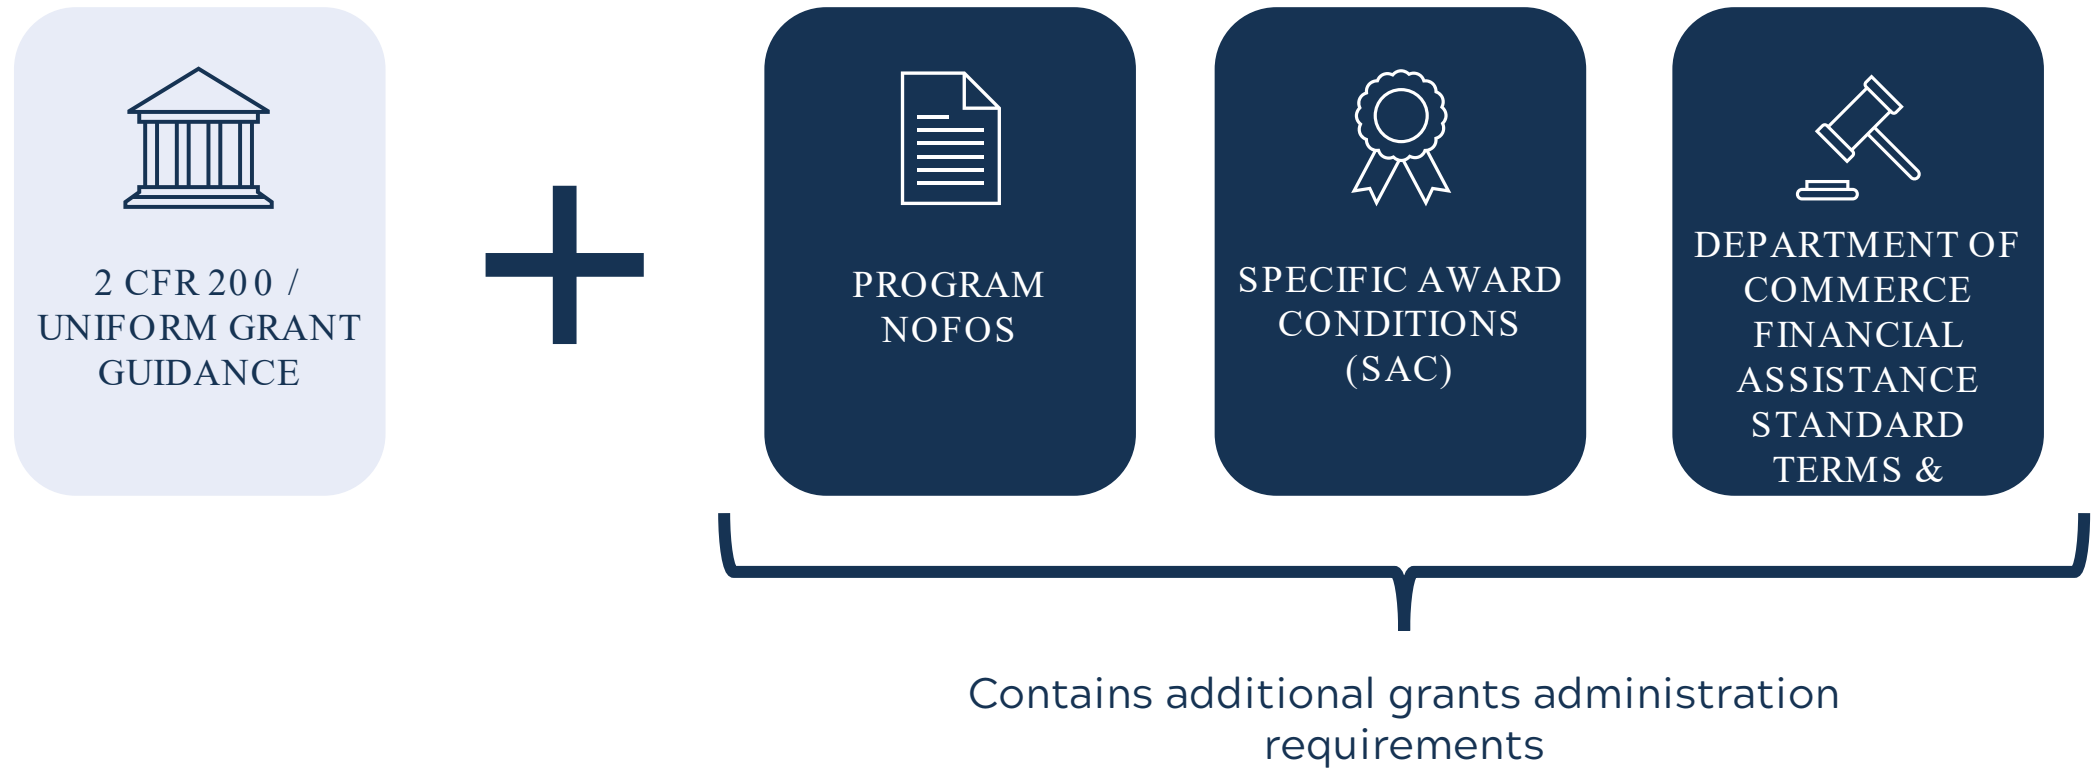 2 CFR 200 /
UNIFORM GRANT
GUIDANCE
PROGRAM
NOFOS
SPECIFIC AWARD
CONDITIONS
(SAC)
DEPARTMENT OF
COMMERCE
FINANCIAL
ASSISTANCE
STANDARD
TERMS &
Contains additional grants administration
requirements